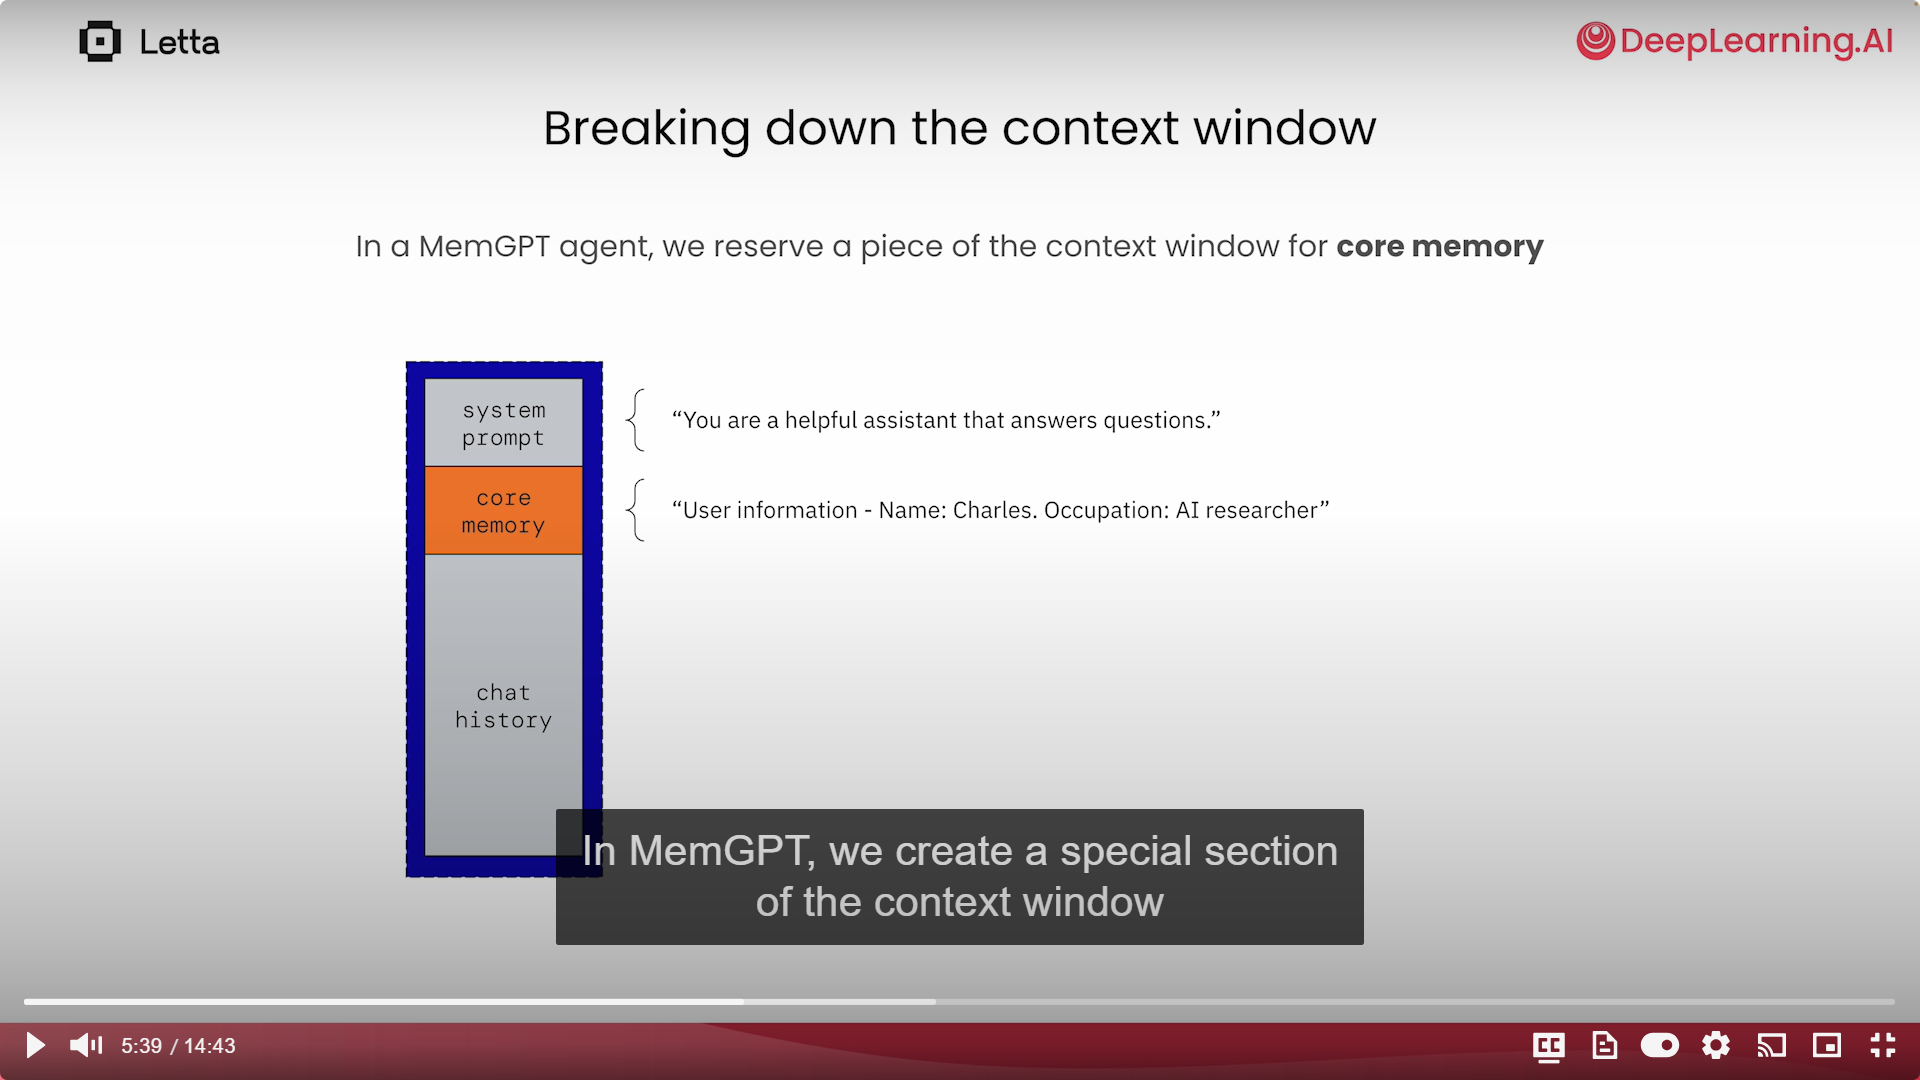 Letta
DeepLearning.AI
Breaking down the context window
In a MemGPT agent, we reserve a piece of the context window for core memory
system
prompt
“You are a helpful assistant that answers questions.”
core
memory
“User information - Name: Charles. Occupation: AI researcher”
chat
history
In MemGPT, we create a special section
of the context window
5:39 / 14:43
CC